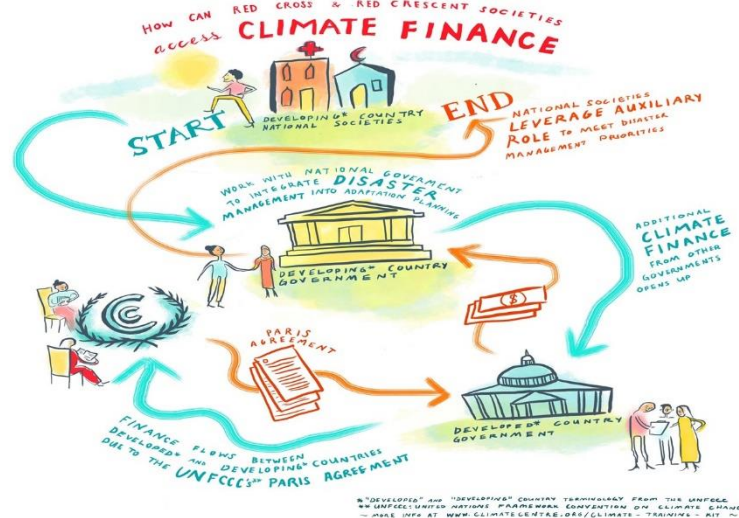 HOW CAN RED CROSS & RED CRESCENT SOCIETIES
access CLIMATE FINANCE
START
DEVELOPING* COUNTRY
NATIONAL SOCIETIES
END
NATIONAL SOCIETIES
LEVERAGE AUXILIARY
ROLE TO MEET DISASTER
MANAGEMENT PRIORITIES
WORK WITH NATIONAL GOVERMENT
TO INTEGRATE DISASTER
MANAGEMENT INTO ADAPTATION PLANNING
DEVELOPING* COUNTRY
GOVERNMENT
ADDITIONAL
CLIMATE
FINANCE
FROM OTHER
GOVERNMENTS
OPENS UP
$
PARIS
AGREEMENT
DEVELOPED* COUNTRY
GOVERNMENT
FINANCE FLOWS BETWEEN
DEVELOPED* AND DEVELOPING* COUNTRIES
DUE TO THE UNFCCC'S** PARIS AGREEMENT
* "DEVELOPED" AND "DEVELOPING" COUNTRY TERMINOLOGY FROM THE UNFCCC
** UNFCCC: UNITED NATIONS FRAMEWORK CONVENTION ON CLIMATE CHANG
~ MORE INFO AT WWW.CLIMATECENTRE.ORG/CLIMATE-TRAINING-KIT ~